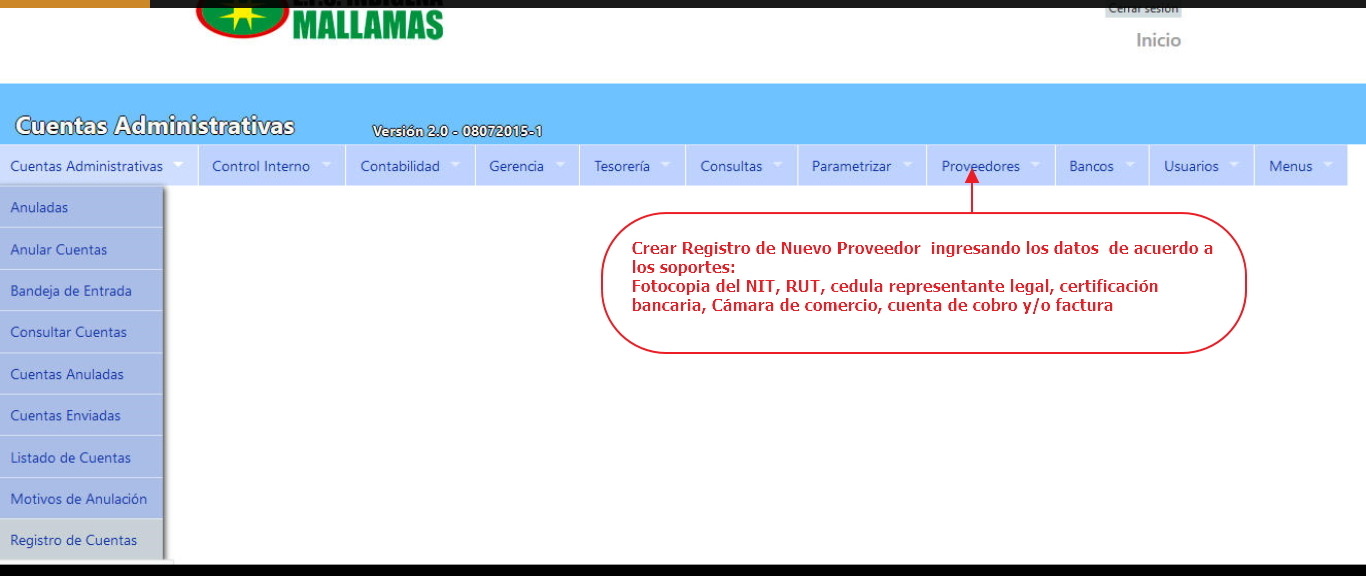 E.P.S. INDIGENA
MALLAMAS
Cerrar sesión
Inicio
Cuentas Administrativas
Versión 2.0 - 08072015-1
Cuentas Administrativas
Control Interno
Contabilidad
Gerencia
Tesorería
Consultas
Parametrizar
Proveedores
Bancos
Usuarios
Menus
Anuladas
Anular Cuentas
Bandeja de Entrada
Consultar Cuentas
Cuentas Anuladas
Cuentas Enviadas
Listado de Cuentas
Motivos de Anulación
Registro de Cuentas
Crear Registro de Nuevo Proveedor  ingresando los datos  de acuerdo a
los soportes:
Fotocopia del NIT, RUT, cedula representante legal, certificación
bancaria, Cámara de comercio, cuenta de cobro y/o factura